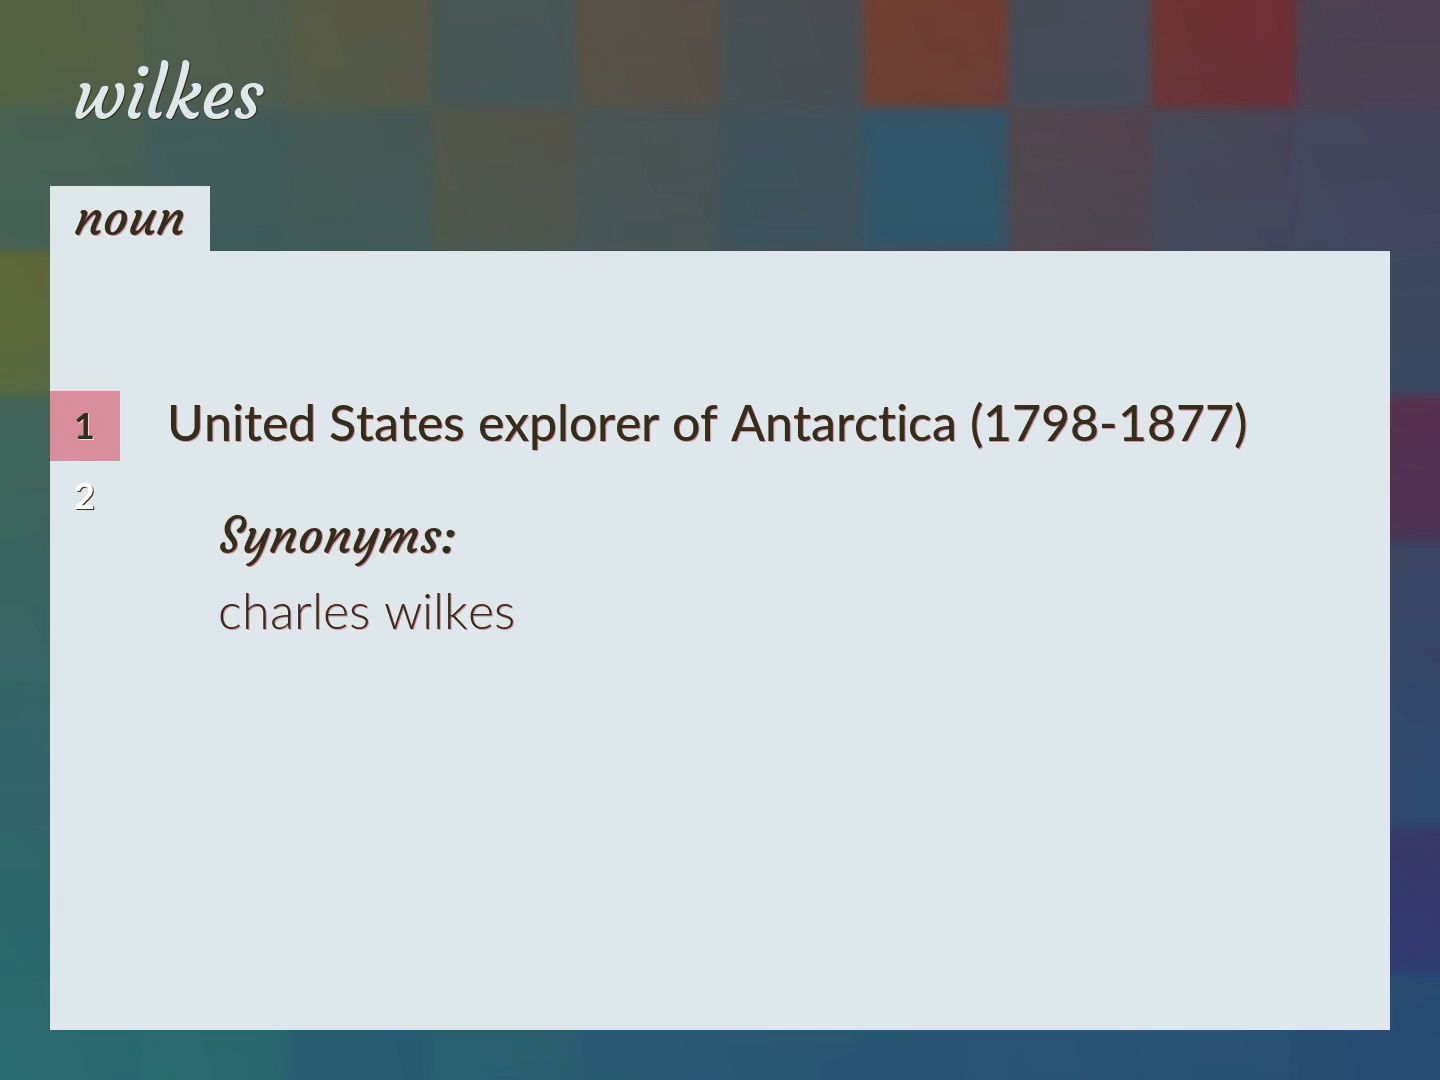 wilkes
noun
1 United States explorer of Antarctica (1798-1877)
2
Synonyms:
charles wilkes